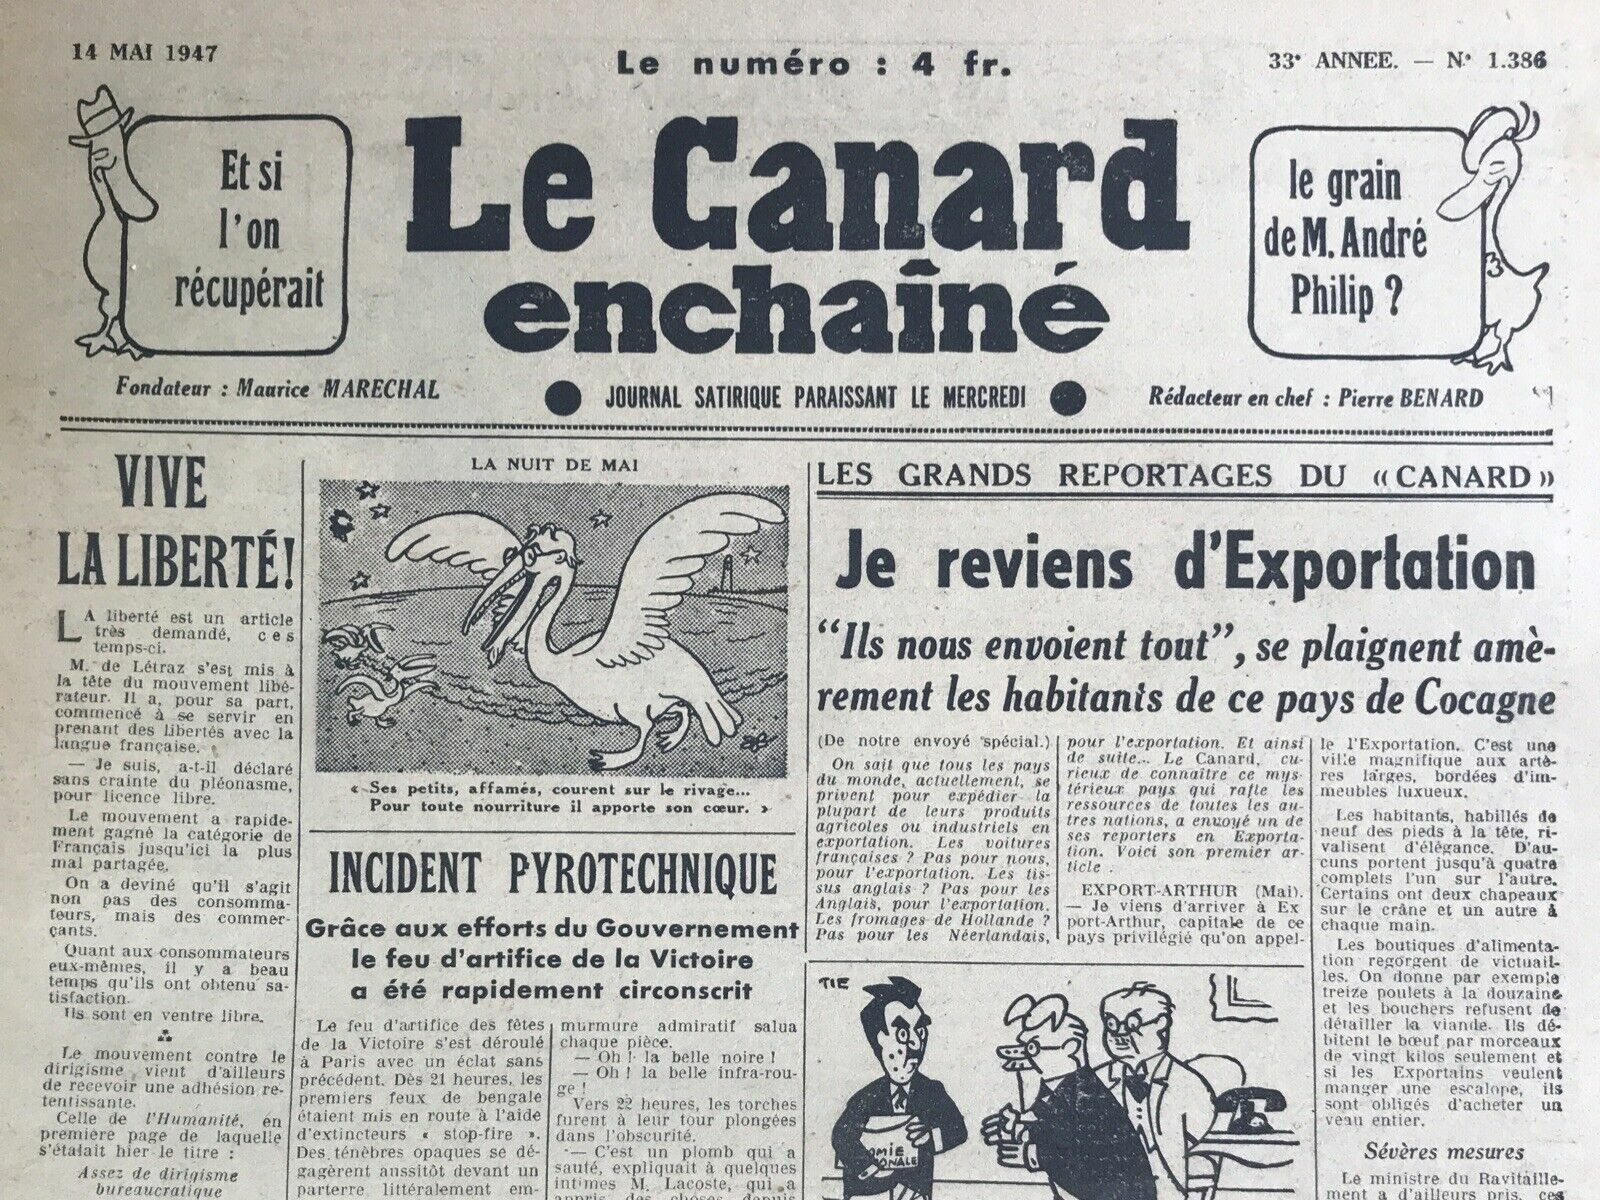 14 MAI 1947
Le numéro : 4 fr.
33e ANNEE. — No 1.386
Et si
l'on
récupérait
Le Canard
enchaîné
le grain
de M. André
Philip ?
Fondateur : Maurice MARECHAL
JOURNAL SATIRIQUE PARAISSANT LE MERCREDI
Rédacteur en chef : Pierre BENARD
VIVE
LA LIBERTÉ !
LA liberté est un article
très demandé, ces
temps-ci.
M. de Létraz s'est mis à
la tête du mouvement libé-
rateur. Il a, pour sa part,
commencé à se servir en
prenant des libertés avec la
langue française.
— Je suis, a-t-il déclaré
sans crainte du pléonasme,
pour licence libre.
Le mouvement a rapide-
ment gagné la catégorie de
Français jusqu'ici la plus
mal partagée.
On a deviné qu'il s'agit
non pas des consomma-
teurs, mais des commer-
çants.
Quant aux consommateurs
eux-mêmes, il y a beau
temps qu'ils ont obtenu sa-
tisfaction.
Ils sont en ventre libre.
Le mouvement contre le
dirigisme vient d'ailleurs
de recevoir une adhésion re-
tentissante.
Celle de l'Humanité, en
première page de laquelle
s'étalait hier le titre :
Assez de dirigisme
bureaucratique
LA NUIT DE MAI
« Ses petits, affamés, courent sur le rivage...
Pour toute nourriture il apporte son cœur. »
INCIDENT PYROTECHNIQUE
Grâce aux efforts du Gouvernement
le feu d'artifice de la Victoire
a été rapidement circonscrit
Le feu d'artifice des fêtes
de la Victoire s'est déroulé
à Paris avec un éclat sans
précédent. Dès 21 heures, les
premiers feux de bengale
étaient mis en route à l'aide
d'extincteurs « stop-fire ».
Des ténèbres opaques se dé-
gagèrent aussitôt devant un
parterre littéralement em-
murmure admiratif salua
chaque pièce.
— Oh ! la belle noire !
— Oh ! la belle infra-rou-
ge !
Vers 22 heures, les torches
furent à leur tour plongées
dans l'obscurité.
— C'est un plomb qui a
sauté, expliquait à quelques
intimes M. Lacoste, qui a
appris des choses depuis
LES GRANDS REPORTAGES DU « CANARD »
Je reviens d'Exportation
“Ils nous envoient tout”, se plaignent amè-
rement les habitants de ce pays de Cocagne
(De notre envoyé spécial.)
On sait que tous les pays
du monde, actuellement, se
privent pour expédier la
plupart de leurs produits
agricoles ou industriels en
exportation. Les voitures
françaises ? Pas pour nous,
pour l'exportation. Les tis-
sus anglais ? Pas pour les
Anglais, pour l'exportation.
Les fromages de Hollande ?
Pas pour les Néerlandais,
pour l'exportation. Et ainsi
de suite... Le Canard, cu-
rieux de connaître ce mys-
térieux pays qui rafle les
ressources de toutes les au-
tres nations, a envoyé un de
ses reporters en Exporta-
tion. Voici son premier ar-
ticle.
EXPORT-ARTHUR (Mai).
— Je viens d'arriver à Ex
port-Arthur, capitale de ce
pays privilégié qu'on appel-
le l'Exportation. C'est une
ville magnifique aux artè-
res larges, bordées d'im-
meubles luxueux.
Les habitants, habillés de
neuf des pieds à la tête, ri-
valisent d'élégance. D'au-
cuns portent jusqu'à quatre
complets l'un sur l'autre.
Certains ont deux chapeaux
sur le crâne et un autre à
chaque main.
Les boutiques d'alimenta-
tion regorgent de victuail-
les. On donne par exemple
treize poulets à la douzaine
et les bouchers refusent de
détailler la viande. Ils dé-
bitent le bœuf par morceaux
de vingt kilos seulement et
si les Exportains veulent
manger une escalope, ils
sont obligés d'acheter un
veau entier.
Sévères mesures
Le ministre du Ravitaille-
ment a d'ailleurs pris ces
TIE
OMIE
ONALE